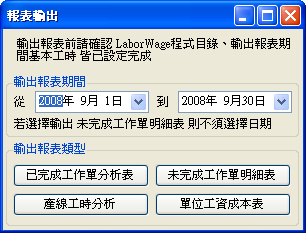 報表輸出
輸出報表前請確認 LaborWage程式目錄、輸出報表期
間基本工時 皆已設定完成
輸出報表期間
從 2008年 9月 1日 到 2008年 9月30日
若選擇輸出 未完成工作單明細表 則不須選擇日期
輸出報表類型
已完成工作單分析表 未完成工作單明細表
產線工時分析 單位工資成本表